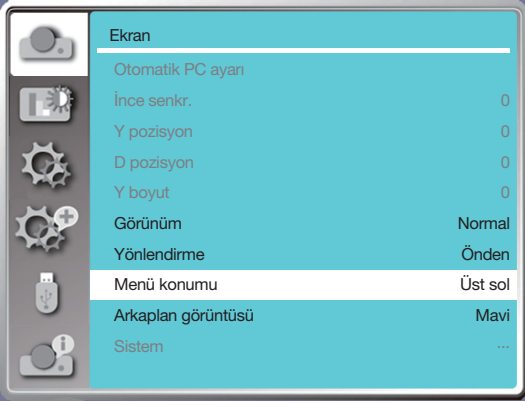 Ekran
Otomatik PC ayarı
İnce senkr. 0
Y pozisyon 0
D pozisyon 0
Y boyut 0
Görünüm Normal
Yönlendirme Önden
Menü konumu Üst sol
Arkaplan görüntüsü Mavi
Sistem ...